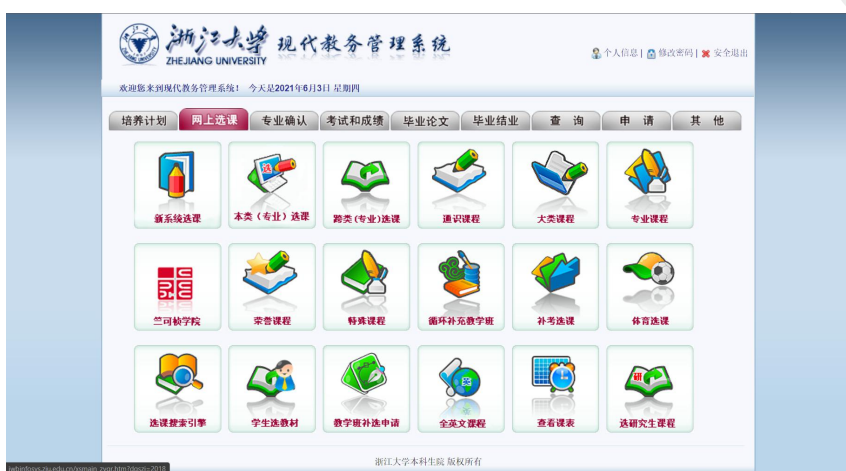 浙江大学 现代教务管理系统
ZHEJIANG UNIVERSITY
个人信息| 修改密码| 安全退出
欢迎您来到现代教务管理系统! 今天是2021年6月3日 星期四
培养计划 网上选课 专业确认 考试和成绩 毕业论文 毕业结业 查 询 申 请 其 他
选
新系统选课 本类(专业)选课 跨类(专业)选课 通识课程 大类课程 专业课程
竺可桢学院 荣誉课程 特殊课程 循环补充教学班 补考选课 体育选课
英 研
选课搜索引擎 学生选教材 教学班补选申请 全英文课程 查看课表 选研究生课程
浙江大学本科生院 版权所有